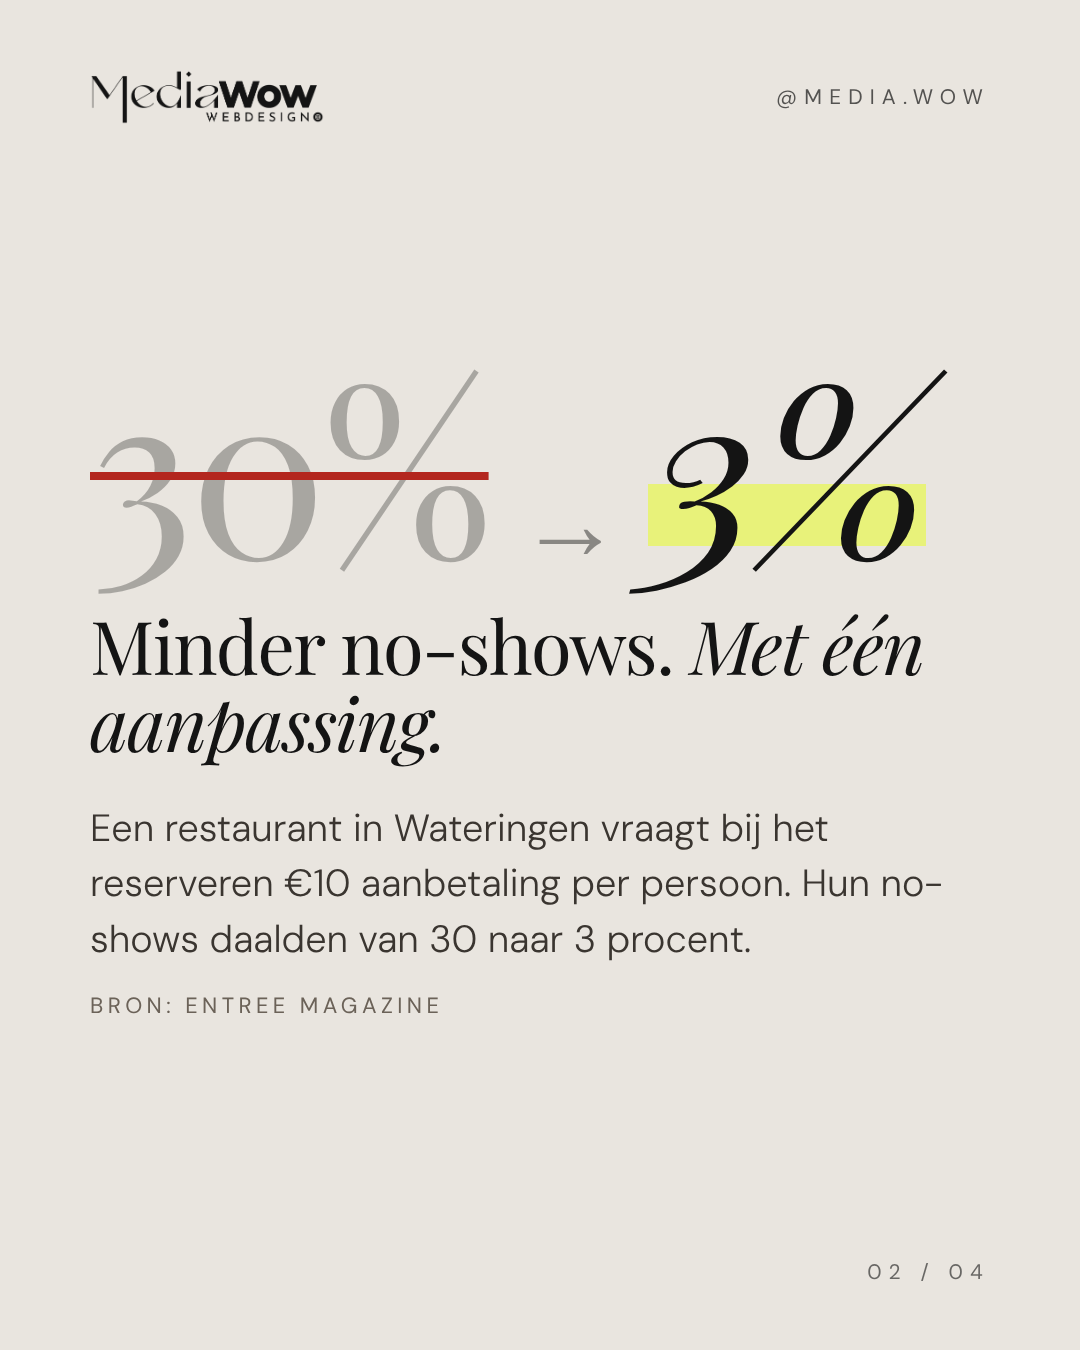 MediaWow
WEBDESIGN
@MEDIA.WOW
30% → 3%
Minder no-shows. Met één
aanpassing.
Een restaurant in Wateringen vraagt bij het
reserveren €10 aanbetaling per persoon. Hun no-
shows daalden van 30 naar 3 procent.
BRON: ENTREE MAGAZINE
02 / 04